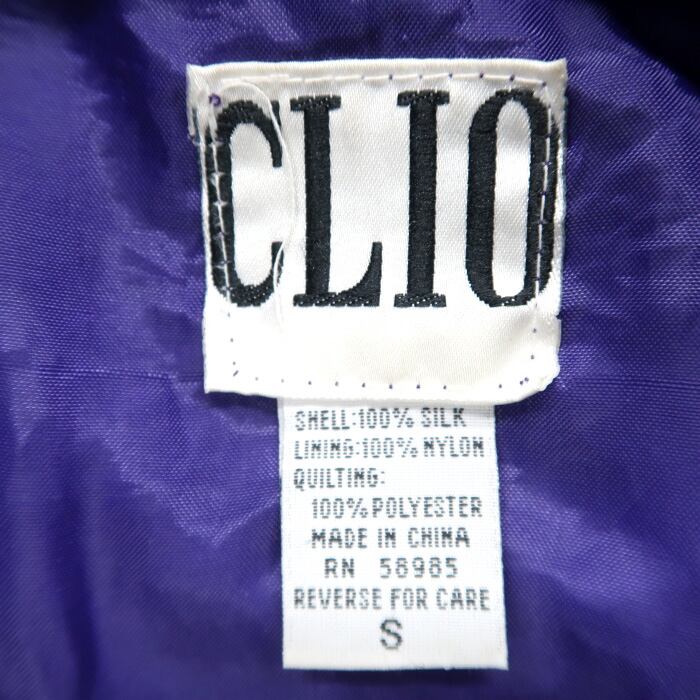 CLIO
SHELL:100% SILK
LINING:100% NYLON
QUILTING:
100% POLYESTER
MADE IN CHINA
RN 58985
REVERSE FOR CARE
S